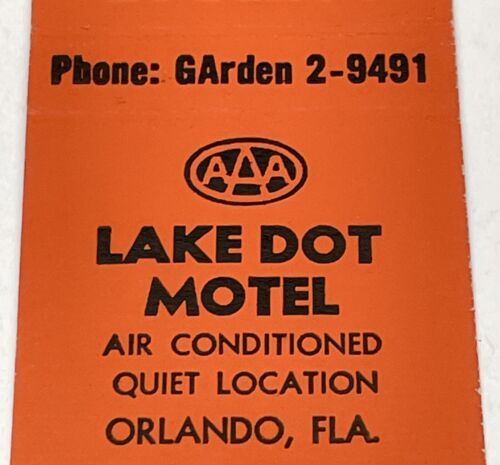 Phone: GArden 2-9491
AAA
LAKE DOT
MOTEL
AIR CONDITIONED
QUIET LOCATION
ORLANDO, FLA.